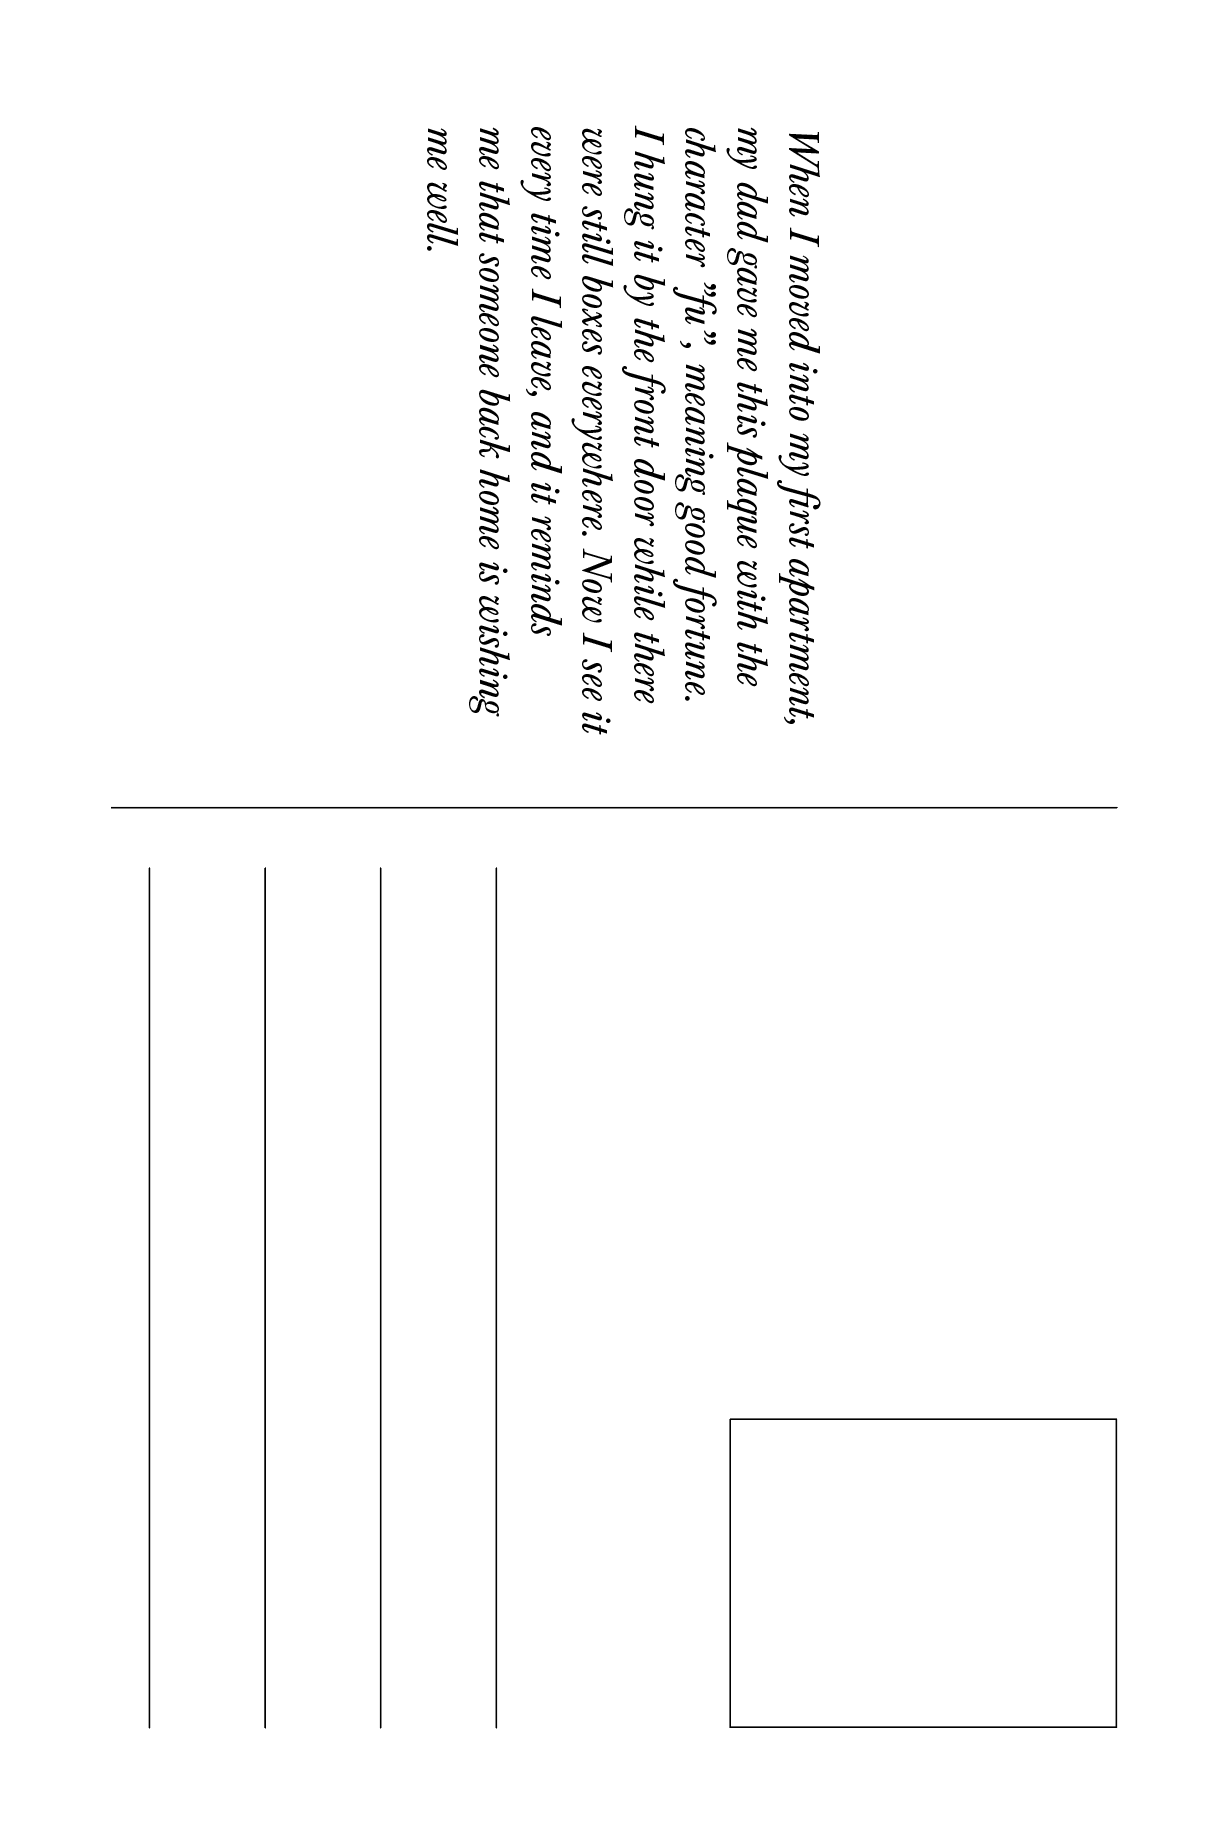 When I moved into my first apartment,
my dad gave me this plaque with the
character ”fu”, meaning good fortune.
I hung it by the front door while there
were still boxes everywhere. Now I see it
every time I leave, and it reminds
me that someone back home is wishing
me well.